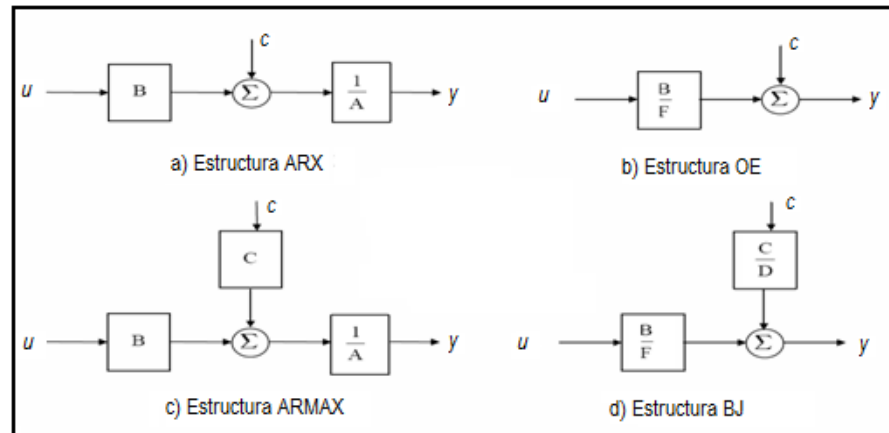 c
u
B
Σ
1
A
y
a) Estructura ARX
c
u
B
F
Σ
y
b) Estructura OE
c
C
u
B
Σ
1
A
y
c) Estructura ARMAX
c
C
D
u
B
F
Σ
y
d) Estructura BJ